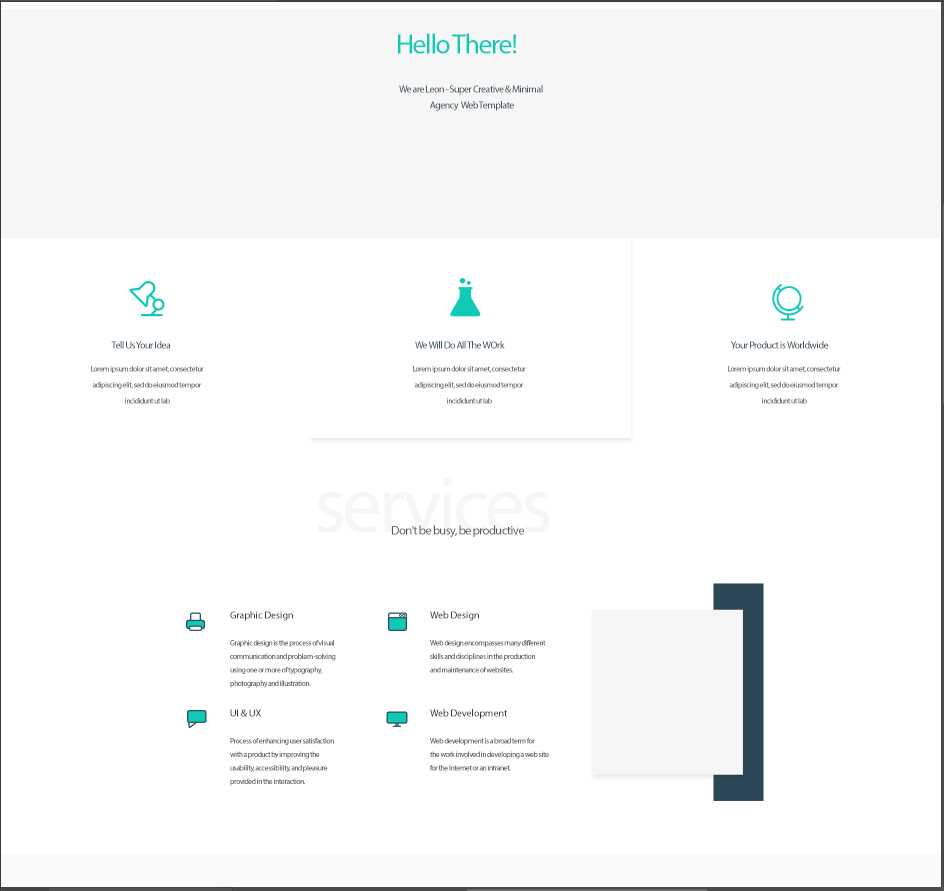 Hello There!
We are Leon - Super Creative & Minimal
Agency Web Template
Tell Us Your Idea
Lorem ipsum dolor sit amet, consectetur
adipiscing elit, sed do eiusmod tempor
incididunt ut lab
We Will Do All The WOrk
Lorem ipsum dolor sit amet, consectetur
adipiscing elit, sed do eiusmod tempor
incididunt ut lab
Your Product is Worldwide
Lorem ipsum dolor sit amet, consectetur
adipiscing elit, sed do eiusmod tempor
incididunt ut lab
services
Don't be busy, be productive
Graphic Design
Graphic design is the process of visual
communication and problem-solving
using one or more of typography,
photography and illustration.
Web Design
Web design encompasses many different
skills and disciplines in the production
and maintenance of websites.
UI & UX
Process of enhancing user satisfaction
with a product by improving the
usability, accessibility, and pleasure
provided in the interaction.
Web Development
Web development is a broad term for
the work involved in developing a web site
for the Internet or an intranet.